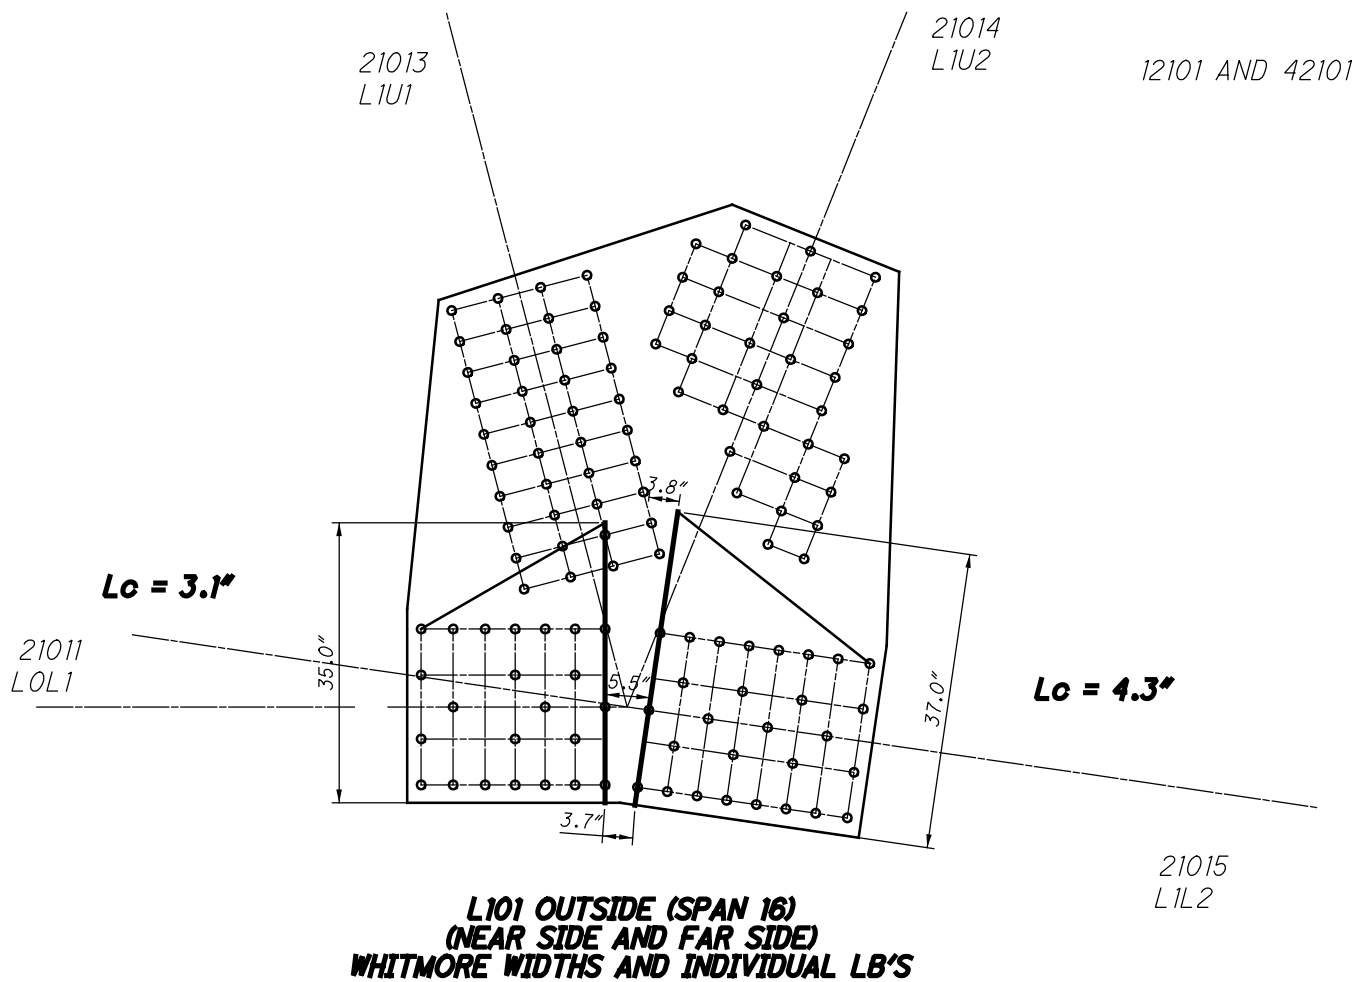 21013
L1U1
21014
L1U2
12101 AND 42101
3.8"
Lc = 3.1"
35.0"
21011
L0L1
5.5"
37.0"
Lc = 4.3"
3.7"
21015
L1L2
L101 OUTSIDE (SPAN 16)
(NEAR SIDE AND FAR SIDE)
WHITMORE WIDTHS AND INDIVIDUAL LB'S